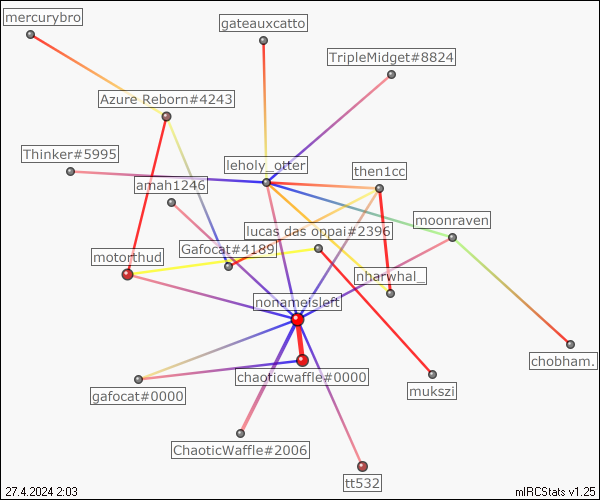 mercurybro
gateauxcatto
TripleMidget#8824
Azure Reborn#4243
Thinker#5995
leholy_otter
then1cc
amah1246
moonraven
lucas das oppai#2396
Gafocat#4189
motorthud
nharwhal_
nonameisleft
chobham.
chaoticwaffle#0000
gafocat#0000
mukszi
ChaoticWaffle#2006
tt532
27.4.2024 2:03
mIRCStats v1.25